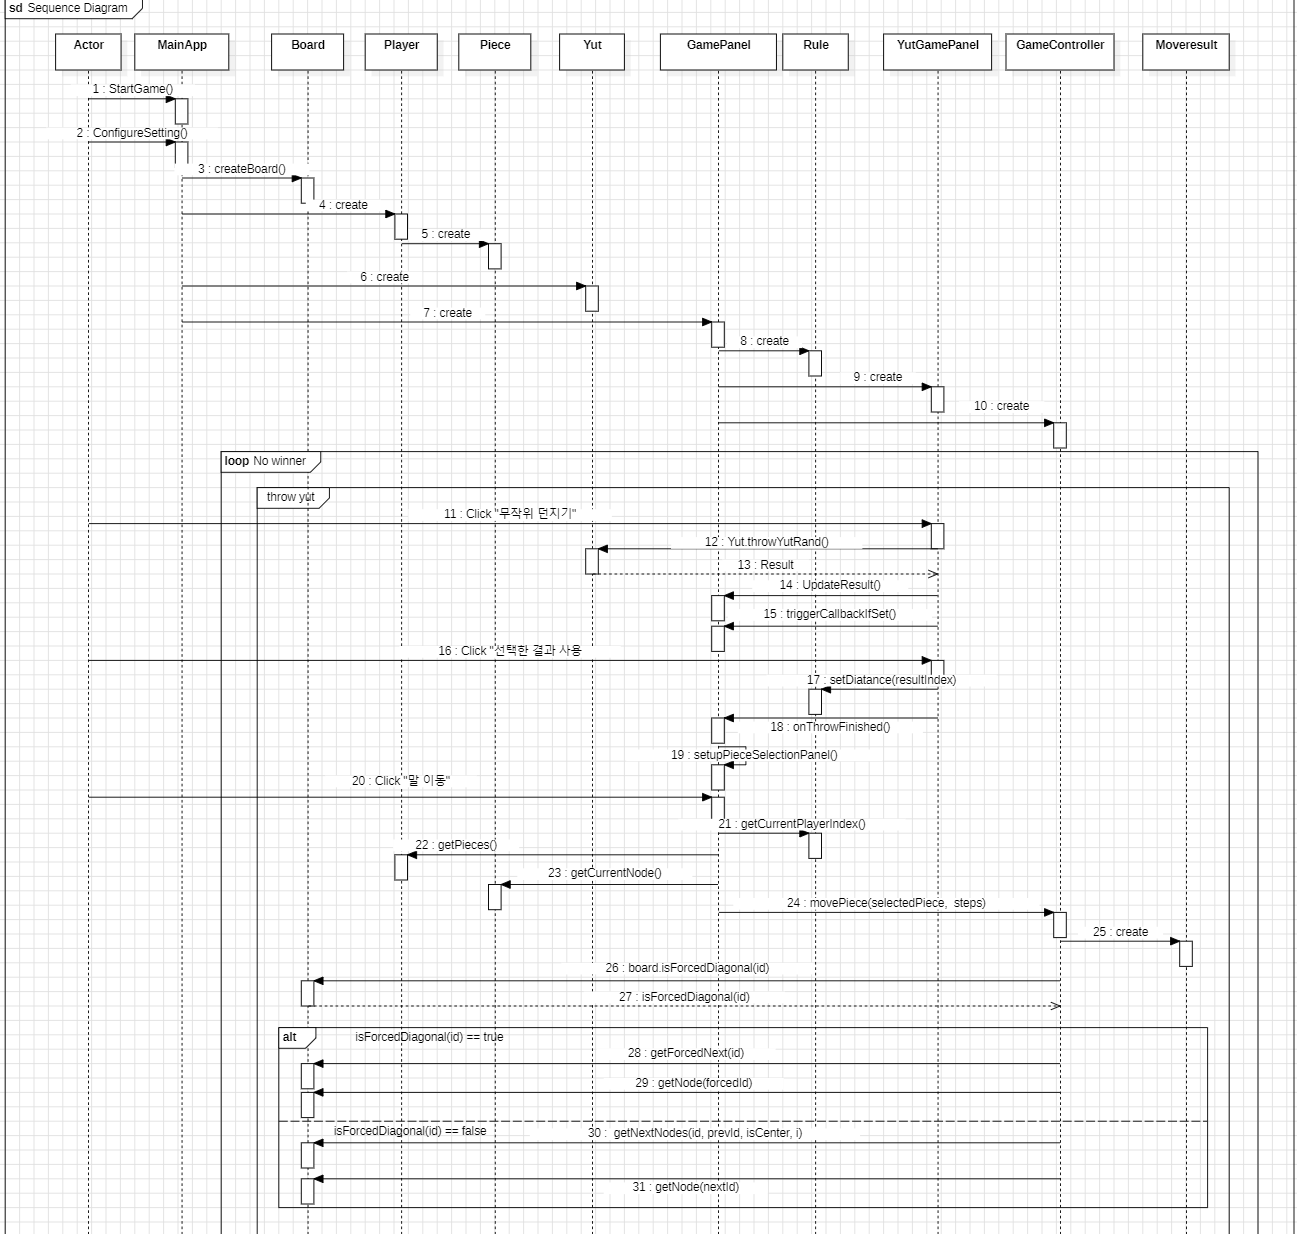 sd Sequence Diagram
Actor MainApp Board Player Piece Yut GamePanel Rule YutGamePanel GameController Moveresult
1 : StartGame()
2 : ConfigureSetting()
3 : createBoard()
4 : create
5 : create
6 : create
7 : create
8 : create
9 : create
10 : create
loop No winner
throw yut
11 : Click "무작위 던지기"
12 : Yut.throwYutRand()
13 : Result
14 : UpdateResult()
15 : triggerCallbackIfSet()
16 : Click "선택한 결과 사용
17 : setDiatance(resultIndex)
18 : onThrowFinished()
19 : setupPieceSelectionPanel()
20 : Click "말 이동"
21 : getCurrentPlayerIndex()
22 : getPieces()
23 : getCurrentNode()
24 : movePiece(selectedPiece, steps)
25 : create
26 : board.isForcedDiagonal(id)
27 : isForcedDiagonal(id)
alt isForcedDiagonal(id) == true
28 : getForcedNext(id)
29 : getNode(forcedId)
isForcedDiagonal(id) == false
30 : getNextNodes(id, prevId, isCenter, i)
31 : getNode(nextId)